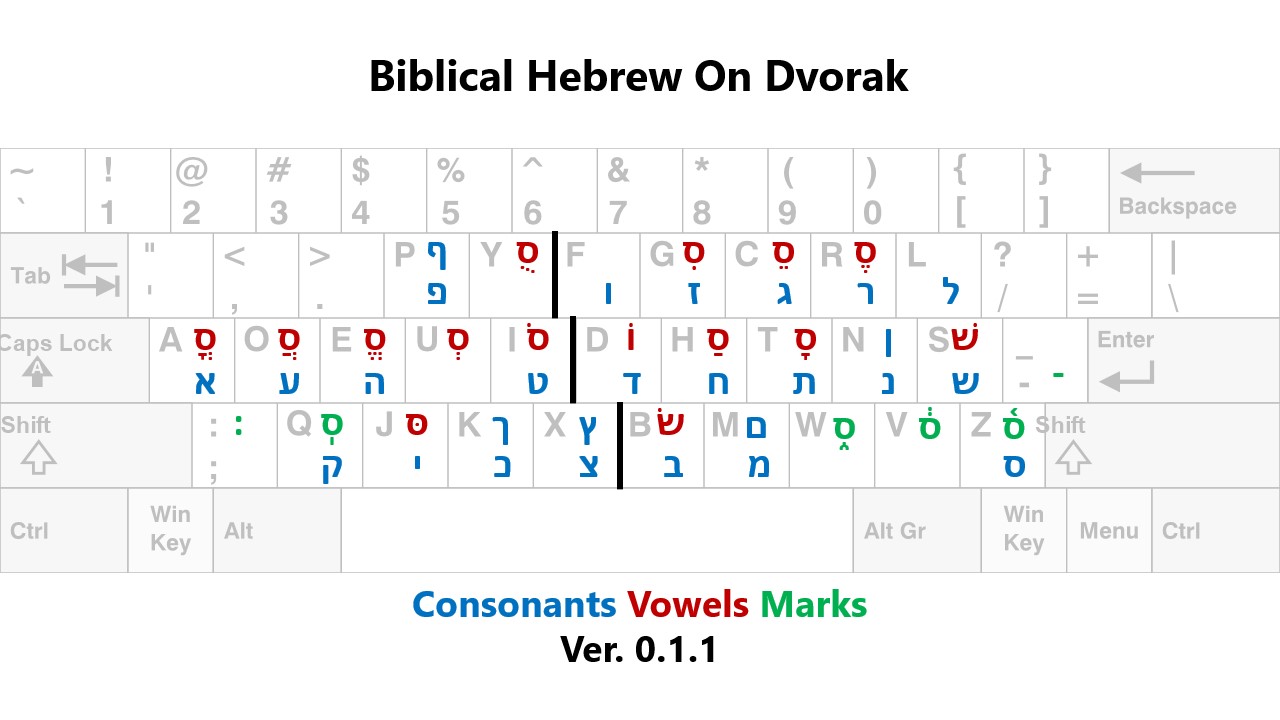 Biblical Hebrew On Dvorak
~ ! @ # $ % ^ & * ( ) { }
` 1 2 3 4 5 6 7 8 9 0 [ ] Backspace
Tab " < > P ף Y סֻ F G סִ C סֵ R סֶ L ? + |
' , . פ ו ז ג ר ל / = \
Caps Lock A סֳ O סֲ E סֱ U סְ I סֹ D וֹ H סַ T סָ N ן S שׁ _ Enter
א ע ה ט ד ח ת נ ש - ־
Shift : ׃ Q סֽ J סּ K ך X ץ B שׂ M ם W ס֑ V ס֔ Z ס֫ Shift
; ק י כ צ ב מ ס
Ctrl Win Key Alt Alt Gr Win Key Menu Ctrl
Consonants Vowels Marks
Ver. 0.1.1